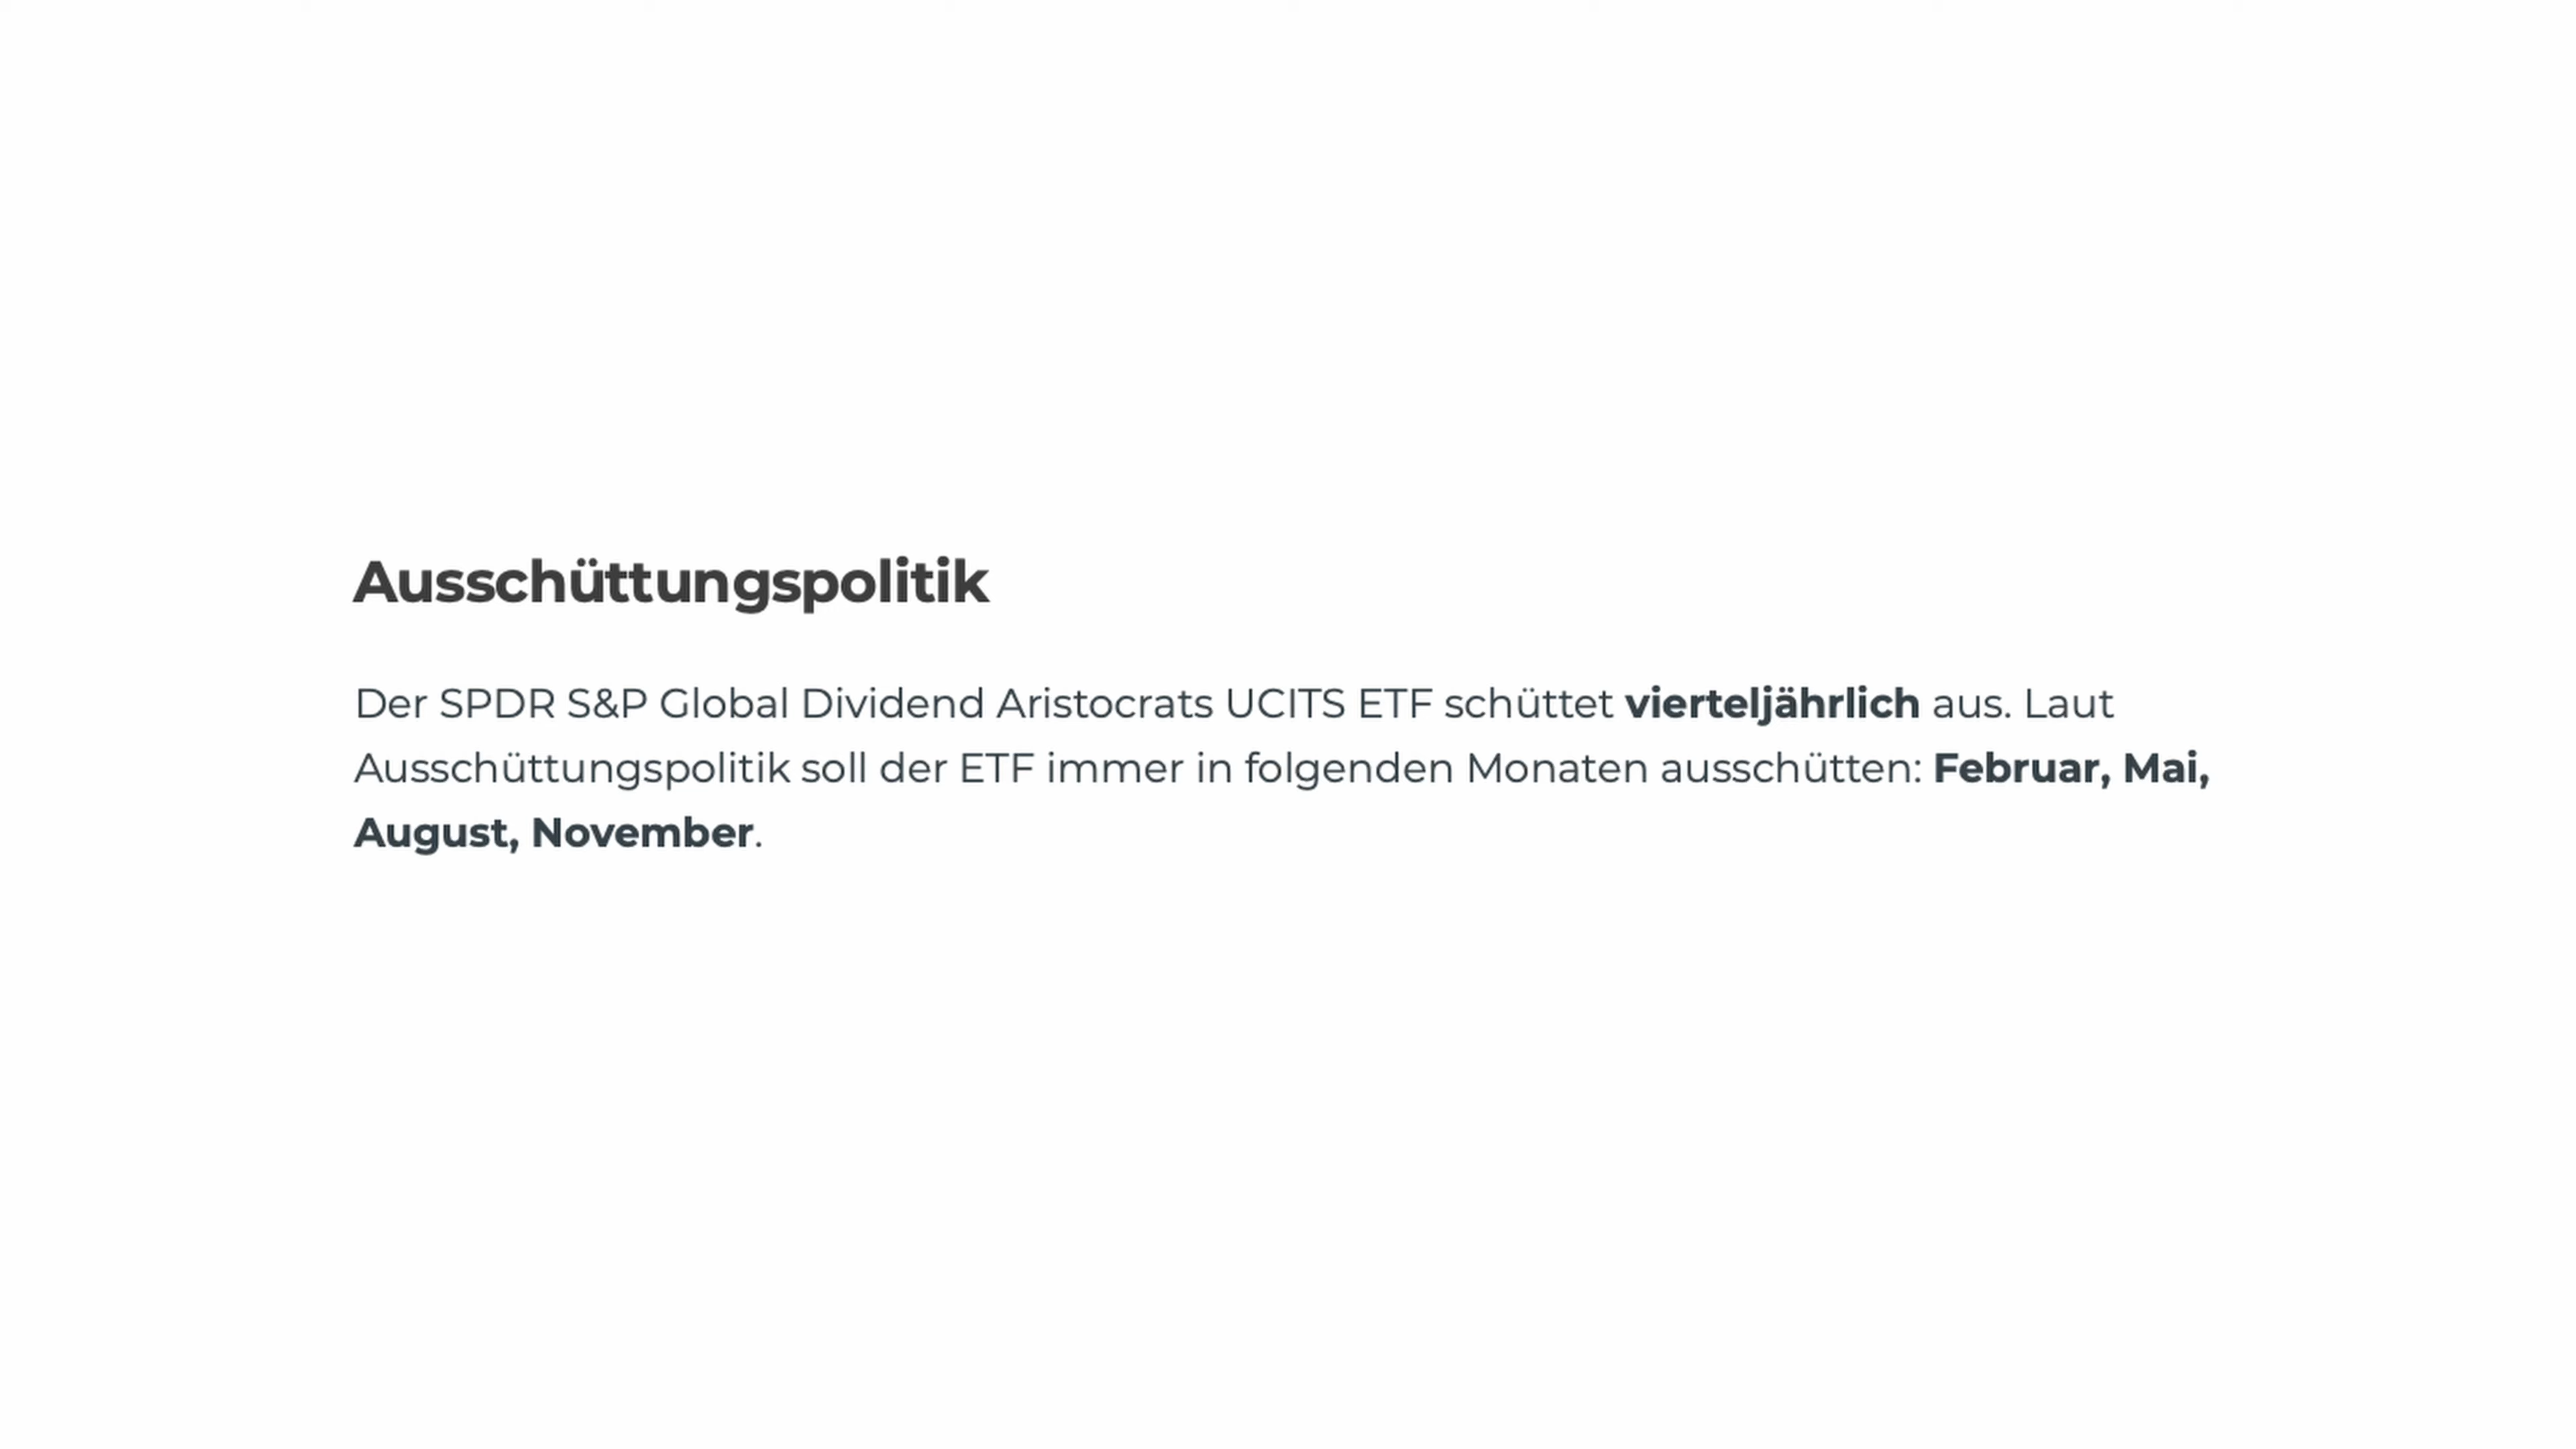 Ausschüttungspolitik
Der SPDR S&P Global Dividend Aristocrats UCITS ETF schüttet vierteljährlich aus. Laut
Ausschüttungspolitik soll der ETF immer in folgenden Monaten ausschütten: Februar, Mai,
August, November.